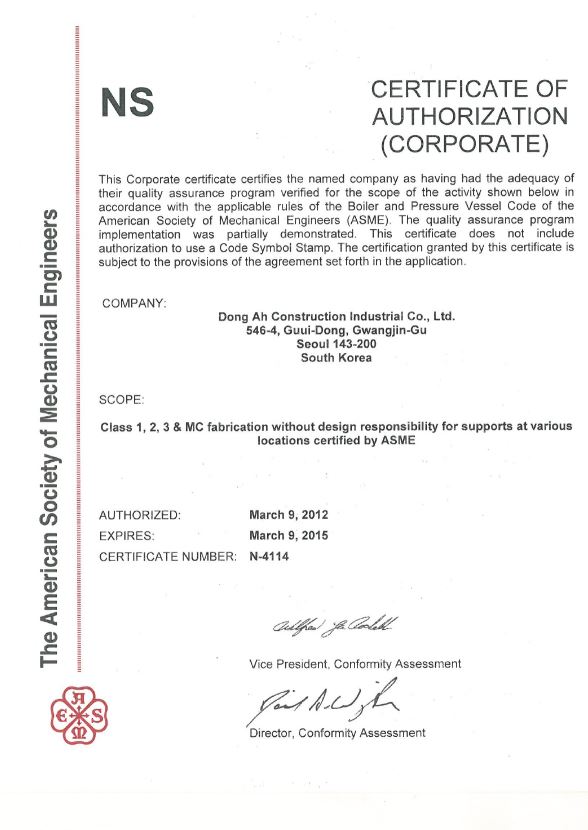 NS
CERTIFICATE OF
AUTHORIZATION
(CORPORATE)
This Corporate certificate certifies the named company as having had the adequacy of
their quality assurance program verified for the scope of the activity shown below in
accordance with the applicable rules of the Boiler and Pressure Vessel Code of the
American Society of Mechanical Engineers (ASME). The quality assurance program
implementation was partially demonstrated. This certificate does not include
authorization to use a Code Symbol Stamp. The certification granted by this certificate is
subject to the provisions of the agreement set forth in the application.
COMPANY:
Dong Ah Construction Industrial Co., Ltd.
546-4, Guui-Dong, Gwangjin-Gu
Seoul 143-200
South Korea
SCOPE:
Class 1, 2, 3 & MC fabrication without design responsibility for supports at various
locations certified by ASME
AUTHORIZED: March 9, 2012
EXPIRES: March 9, 2015
CERTIFICATE NUMBER: N-4114
Vice President, Conformity Assessment
Director, Conformity Assessment
The American Society of Mechanical Engineers
A
E S
M